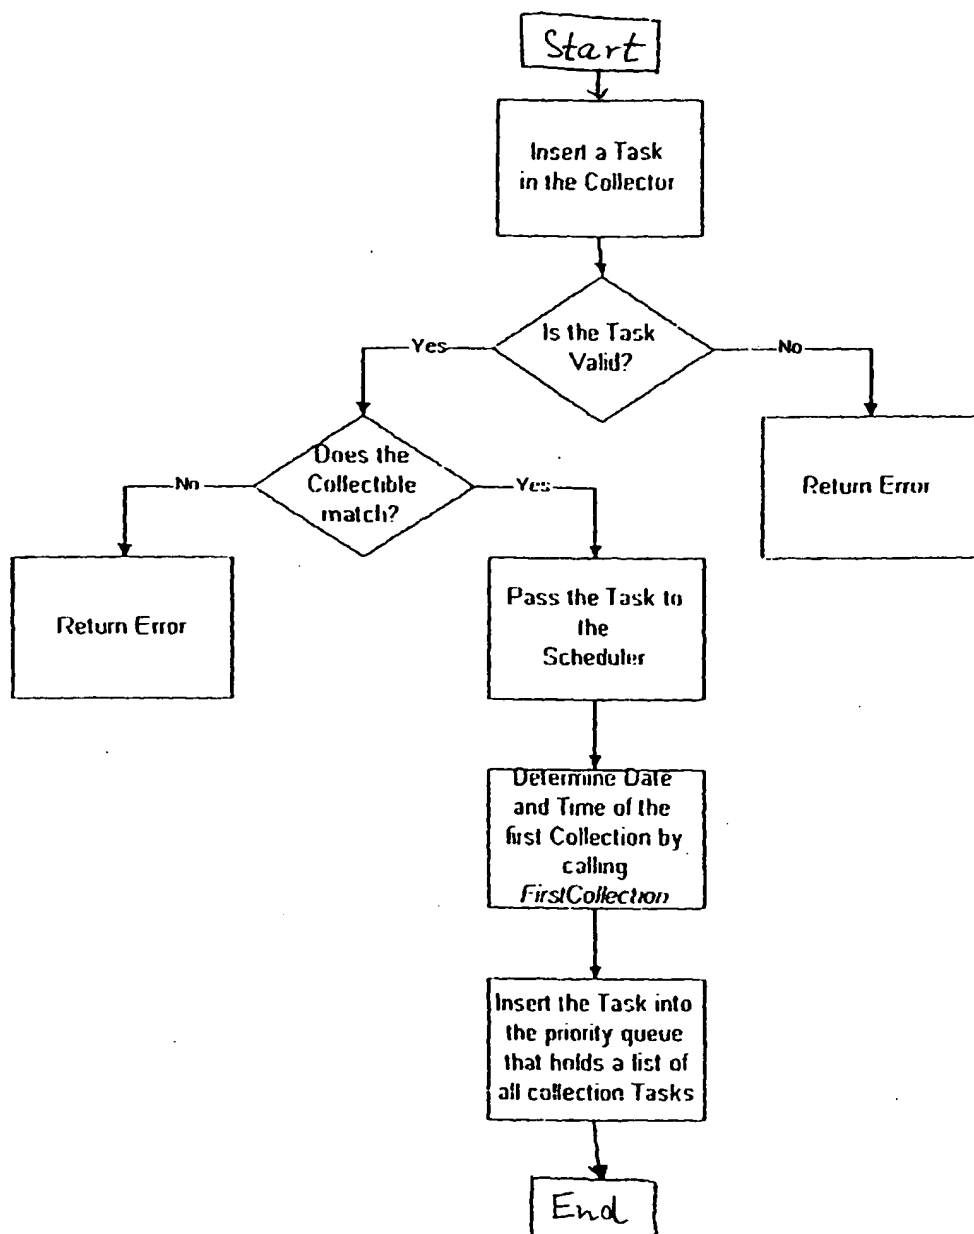 Start
Insert a Task
in the Collector
Is the Task
Valid?
Yes
No
Does the
Collectible
match?
No
Yes
Return Error
Return Error
Pass the Task to
the
Scheduler
Determine Date
and Time of the
first Collection by
calling
FirstCollection
Insert the Task into
the priority queue
that holds a list of
all collection Tasks
End